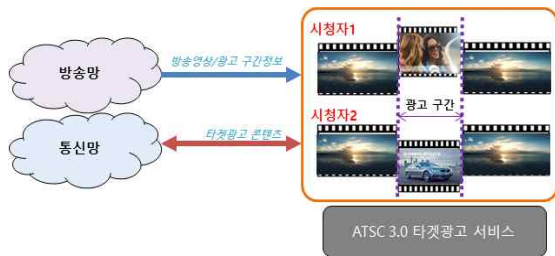 시청자1
방송망
방송영상/광고 구간정보
광고 구간
시청자2
통신망
타겟광고 콘텐츠
ATSC 3.0 타겟광고 서비스